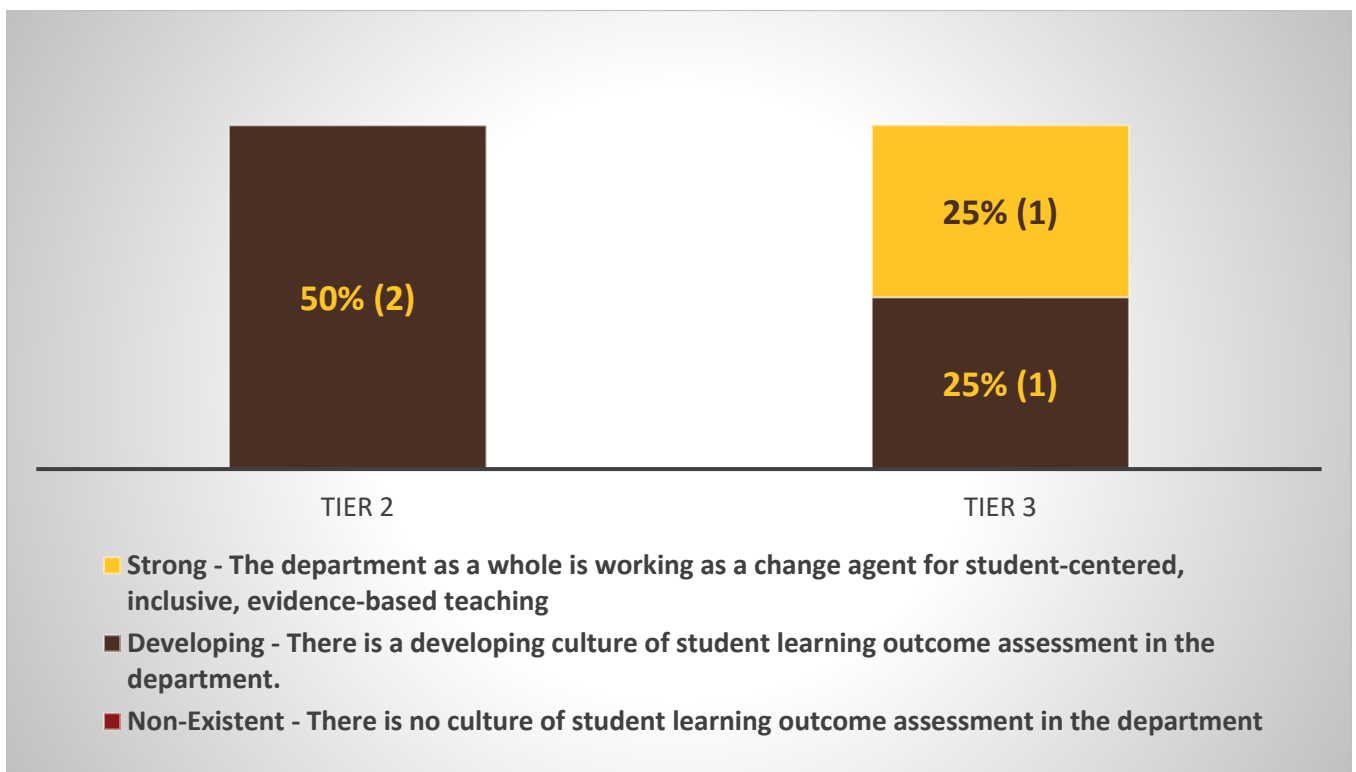 25% (1)
50% (2)
25% (1)
TIER 2
TIER 3
Strong - The department as a whole is working as a change agent for student-centered,
inclusive, evidence-based teaching
Developing - There is a developing culture of student learning outcome assessment in the
department.
Non-Existent - There is no culture of student learning outcome assessment in the department